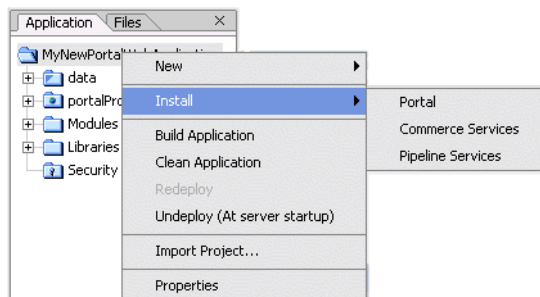 Application Files ×
MyNewPortal
data
portalPro
Modules
Libraries
Security
New
Install
Build Application
Clean Application
Redeploy
Undeploy (At server startup)
Import Project...
Properties
Portal
Commerce Services
Pipeline Services